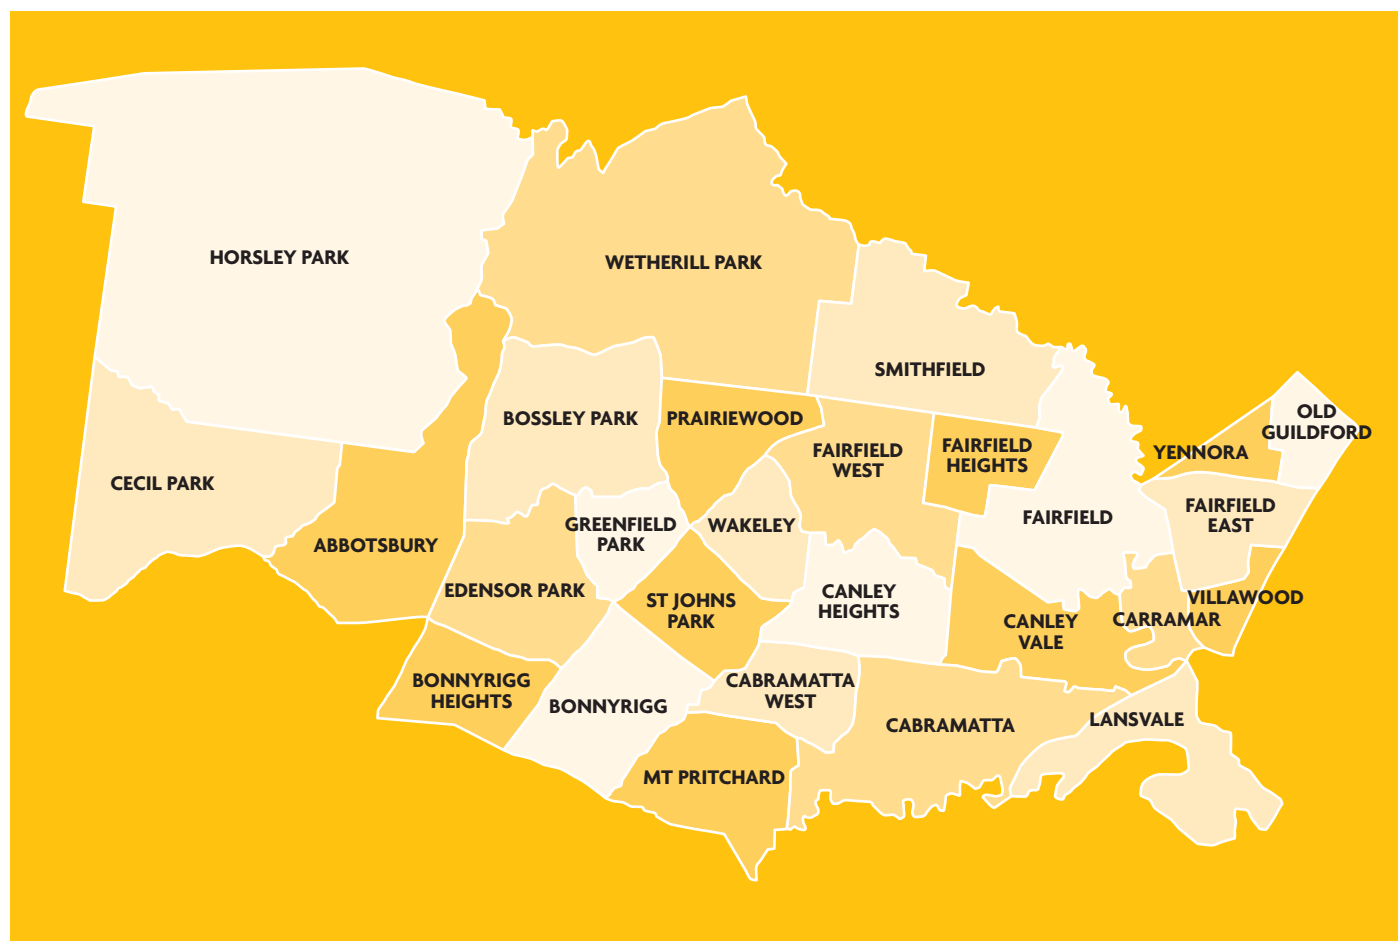 HORSLEY PARK
WETHERILL PARK
SMITHFIELD
BOSSLEY PARK
PRAIRIEWOOD
OLD
GUILDFORD
FAIRFIELD
WEST
FAIRFIELD
HEIGHTS
YENNORA
CECIL PARK
FAIRFIELD
EAST
FAIRFIELD
GREENFIELD
PARK
WAKELEY
ABBOTSBURY
EDENSOR PARK
ST JOHNS
PARK
CANLEY
HEIGHTS
VILLAWOOD
CANLEY
VALE
CARRAMAR
BONNYRIGG
HEIGHTS
BONNYRIGG
CABRAMATTA
WEST
CABRAMATTA
LANSVALE
MT PRITCHARD